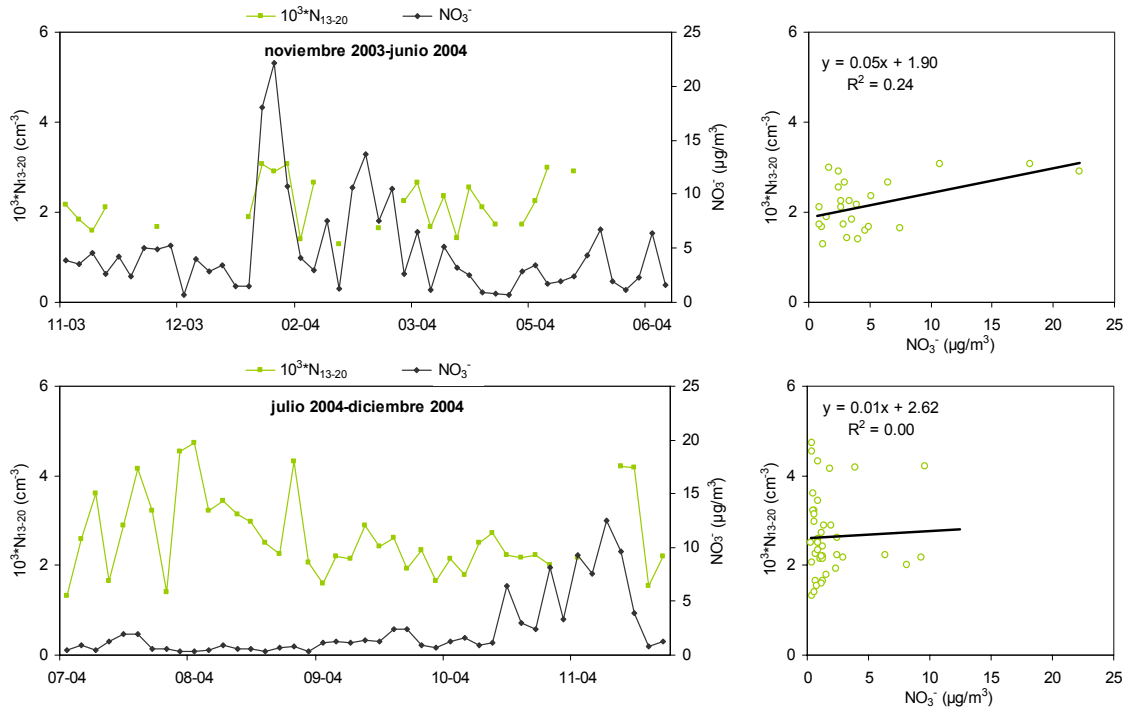 10³*N₁₃₋₂₀ NO₃⁻
noviembre 2003-junio 2004
10³*N₁₃₋₂₀ (cm⁻³)
6
4
2
0
25
20
15
10
5
0
NO₃⁻ (µg/m³)
11-03 12-03 02-04 03-04 05-04 06-04
y = 0.05x + 1.90
R² = 0.24
10³*N₁₃₋₂₀ (cm⁻³)
6
4
2
0
0 5 10 15 20 25
NO₃⁻ (µg/m³)
10³*N₁₃₋₂₀ NO₃⁻
julio 2004-diciembre 2004
10³*N₁₃₋₂₀ (cm⁻³)
6
4
2
0
25
20
15
10
5
0
NO₃⁻ (µg/m³)
07-04 08-04 09-04 10-04 11-04
y = 0.01x + 2.62
R² = 0.00
10³*N₁₃₋₂₀ (cm⁻³)
6
4
2
0
0 5 10 15 20 25
NO₃⁻ (µg/m³)